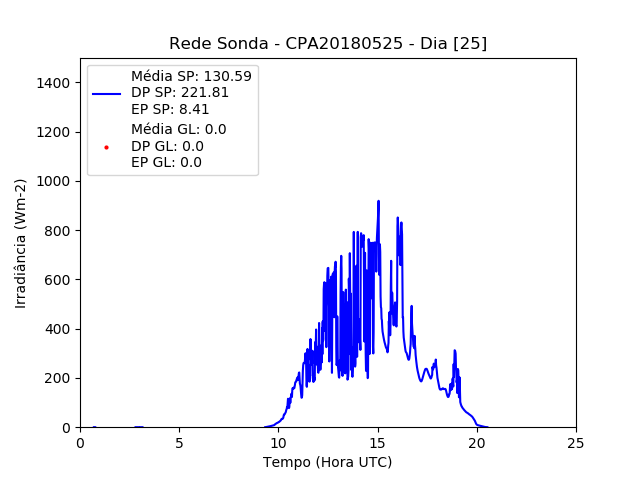 Rede Sonda - CPA20180525 - Dia [25]
Média SP: 130.59
DP SP: 221.81
EP SP: 8.41
Média GL: 0.0
DP GL: 0.0
EP GL: 0.0
Irradiância (Wm-2)
1400
1200
1000
800
600
400
200
0
0 5 10 15 20 25
Tempo (Hora UTC)